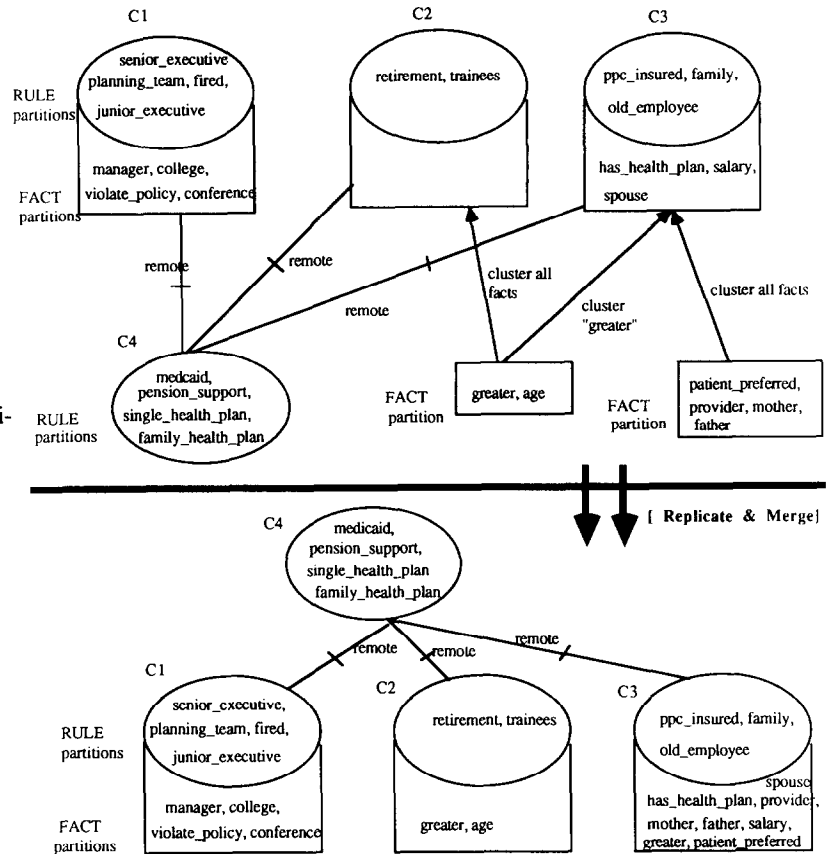 C1
C2
C3
senior_executive
planning_team, fired,
junior_executive
RULE
partitions
retirement, trainees
ppc_insured, family,
old_employee
manager, college,
violate_policy, conference
FACT
partitions
has_health_plan, salary,
spouse
remote
remote
remote
cluster all
facts
cluster
"greater"
cluster all facts
C4
medcaid,
pension_support,
single_health_plan,
family_health_plan
i-
RULE
partitions
FACT
partition
greater, age
FACT
partition
patient_preferred,
provider, mother,
father
[ Replicate & Merge]
C4
medicaid,
pension_support,
single_health_plan
family_health_plan
remote
remote
remote
C1
C2
C3
senior_executive,
planning_team, fired,
junior_executive
RULE
partitions
retirement, trainees
ppc_insured, family,
old_employee
manager, college,
violate_policy, conference
FACT
partitions
greater, age
spouse
has_health_plan, provider,
mother, father, salary,
greater, patient_preferred